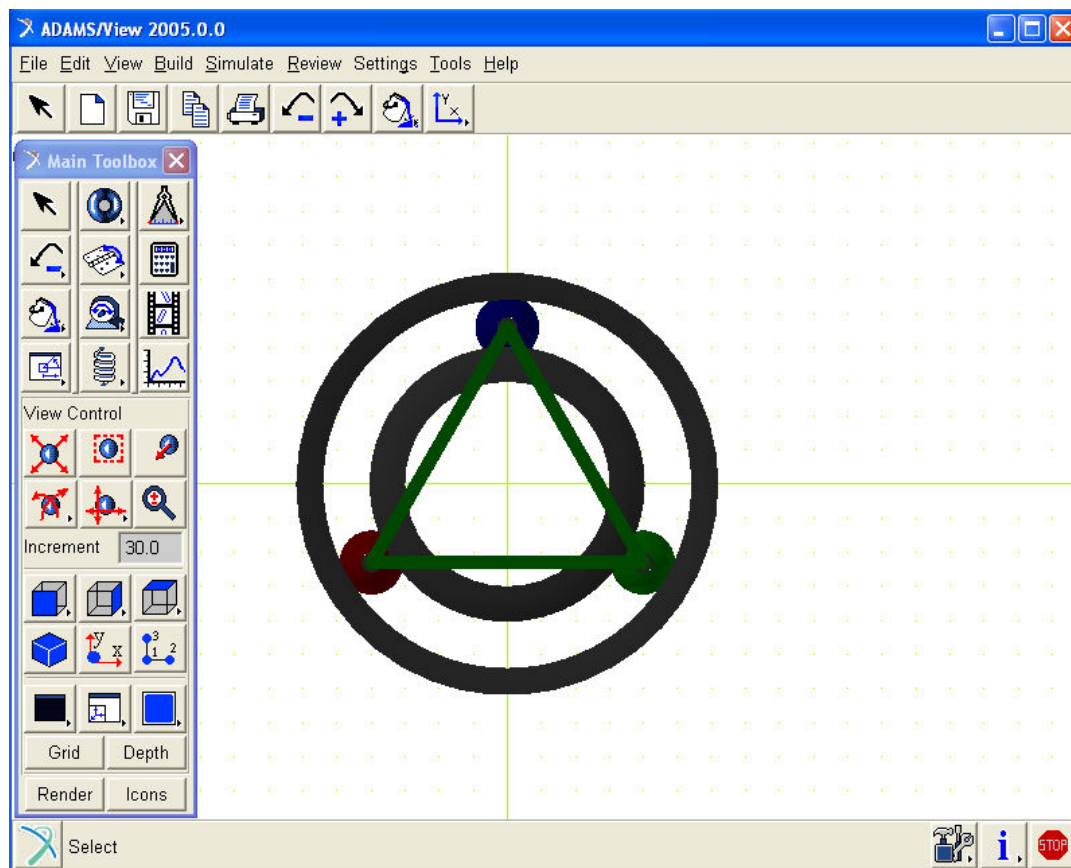 ADAMS/View 2005.0.0
File Edit View Build Simulate Review Settings Tools Help
Main Toolbox
View Control
Increment 30.0
Grid Depth
Render Icons
Select
STOP